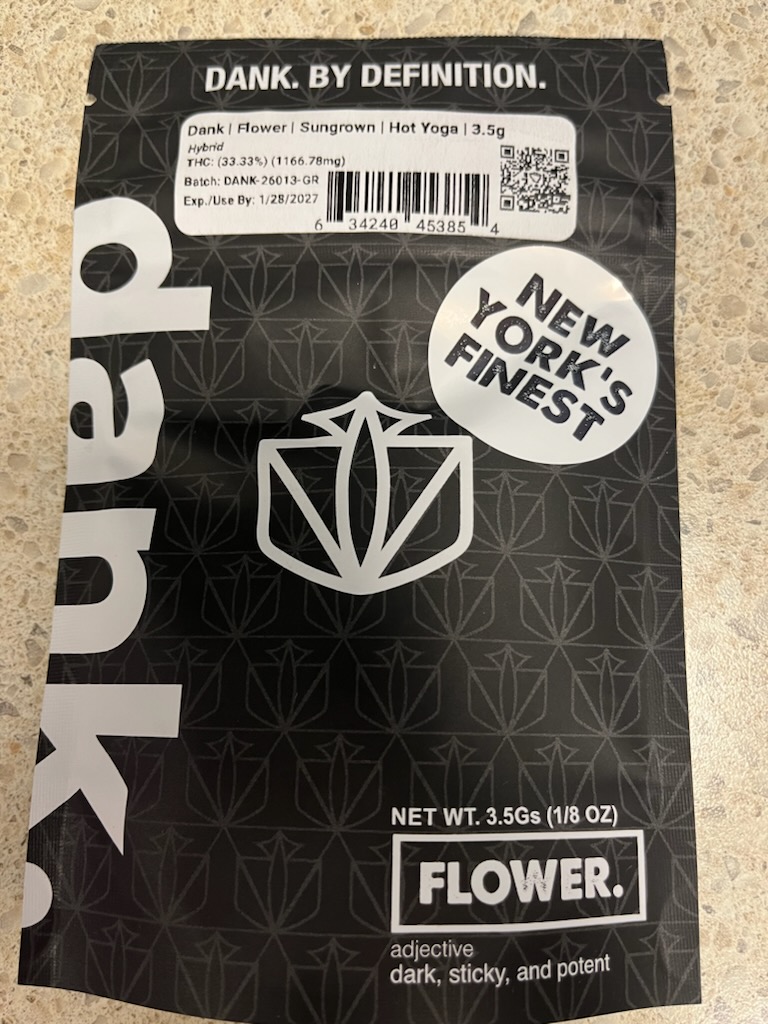 DANK. BY DEFINITION.
Dank | Flower | Sungrown | Hot Yoga | 3.5g
Hybrid
THC: (33.33%) (1166.78mg)
Batch: DANK-26013-GR
Exp./Use By: 1/28/2027
6 34240 45385 4
NEW
YORK'S
FINEST
dank.
NET WT. 3.5Gs (1/8 OZ)
FLOWER.
adjective
dark, sticky, and potent